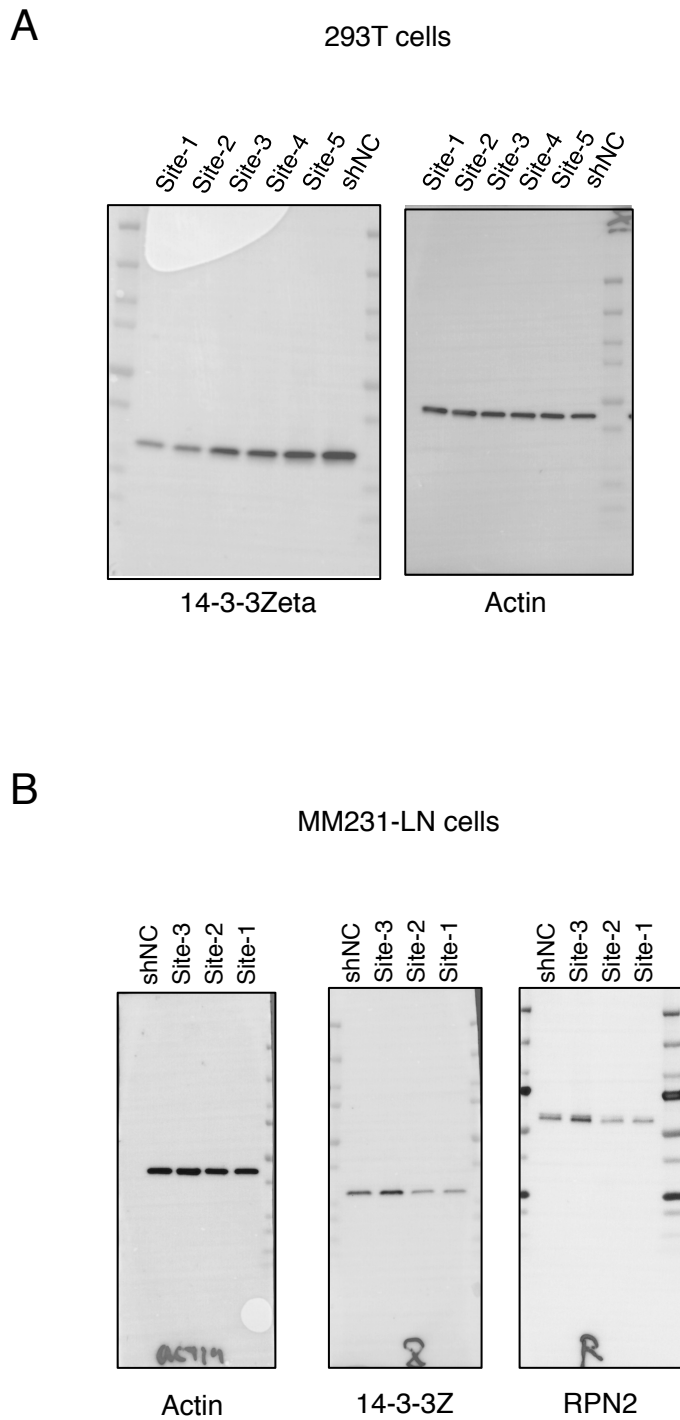 A
293T cells
Site-1 Site-2 Site-3 Site-4 Site-5 shNC
Site-1 Site-2 Site-3 Site-4 Site-5 shNC
14-3-3Zeta
Actin
B
MM231-LN cells
shNC Site-3 Site-2 Site-1
shNC Site-3 Site-2 Site-1
shNC Site-3 Site-2 Site-1
R
Actin
14-3-3Z
RPN2